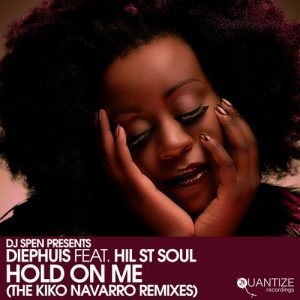 DJ SPEN PRESENTS
DIEPHUIS FEAT. HIL ST SOUL
HOLD ON ME
(THE KIKO NAVARRO REMIXES)
QUANTIZE
recordings